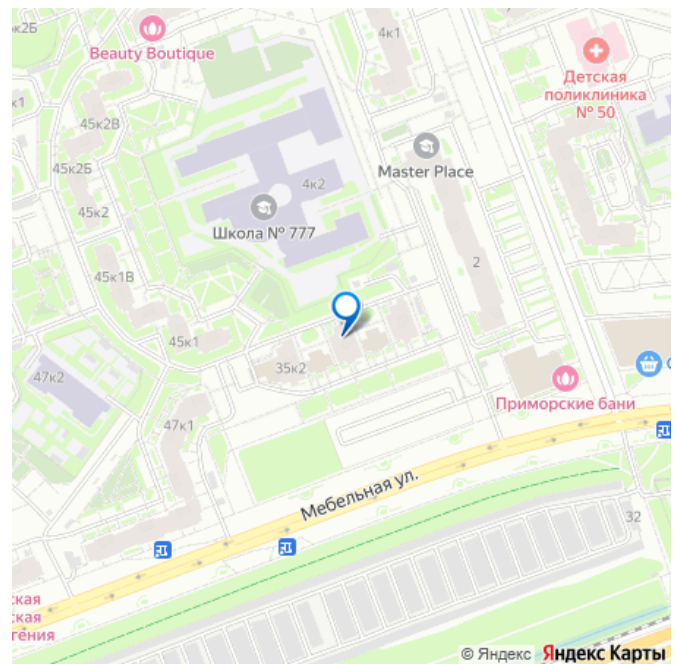 к2Б
Beauty Boutique
4к1
Детская
поликлиника
№ 50
к1
45к2В
45к2Б
Master Place
4к2
45к2
Школа № 777
45к1В
2
45к1
35к2
47к2
Приморские бани
47к1
Мебельная ул.
32
ская
ская
гения
© Яндекс Яндекс Карты